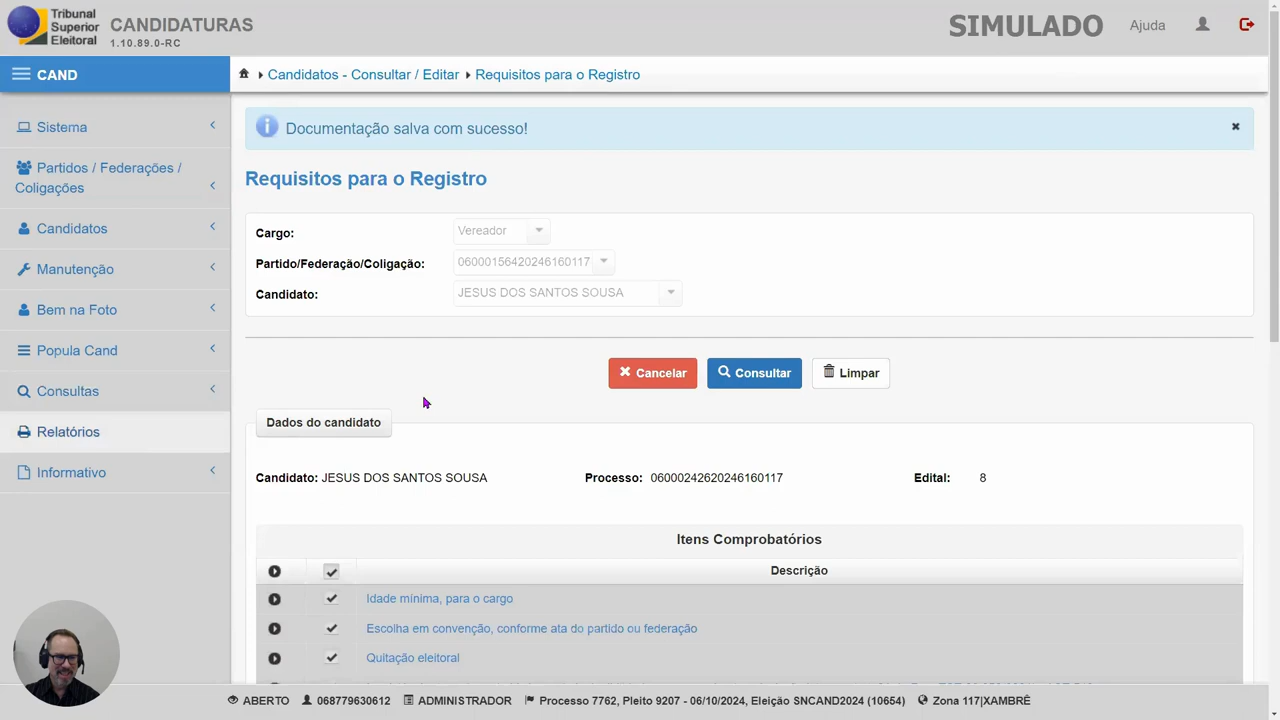 Tribunal
Superior
Eleitoral
CANDIDATURAS
1.10.89.0-RC
SIMULADO
Ajuda
CAND
Candidatos - Consultar / Editar
Requisitos para o Registro
Sistema
Partidos / Federações /
Coligações
Candidatos
Manutenção
Bem na Foto
Popula Cand
Consultas
Relatórios
Informativo
Documentação salva com sucesso!
Requisitos para o Registro
Cargo: Vereador
Partido/Federação/Coligação: 06000156420246160117
Candidato: JESUS DOS SANTOS SOUSA
Cancelar Consultar Limpar
Dados do candidato
Candidato: JESUS DOS SANTOS SOUSA Processo: 06000242620246160117 Edital: 8
Itens Comprobatórios
Descrição
Idade mínima, para o cargo
Escolha em convenção, conforme ata do partido ou federação
Quitação eleitoral
ABERTO 068779630612 ADMINISTRADOR Processo 7762, Pleito 9207 - 06/10/2024, Eleição SNCAND2024 (10654) Zona 117|XAMBRÊ